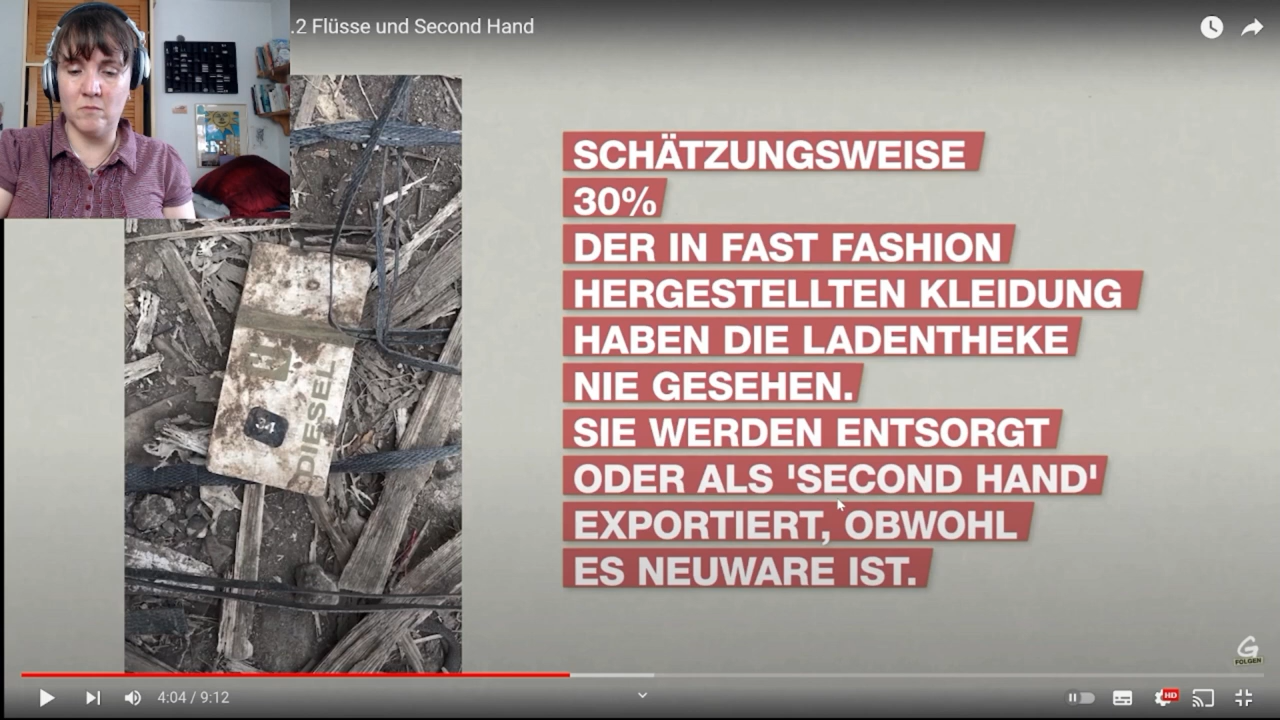 .2 Flüsse und Second Hand
SCHÄTZUNGSWEISE
30%
DER IN FAST FASHION
HERGESTELLTEN KLEIDUNG
HABEN DIE LADENTHEKE
NIE GESEHEN.
SIE WERDEN ENTSORGT
ODER ALS 'SECOND HAND'
EXPORTIERT, OBWOHL
ES NEUWARE IST.
34
DIESEL
G
FOLGEN
4:04 / 9:12
HD